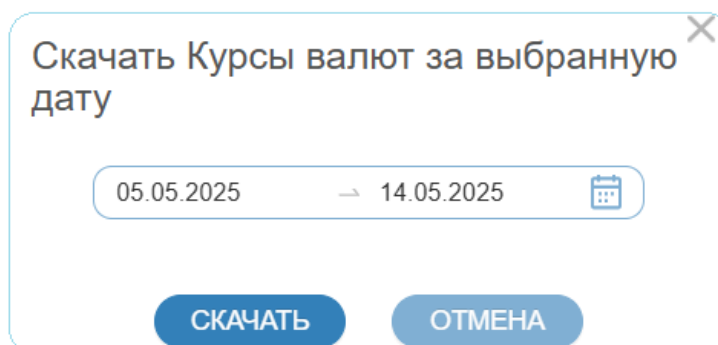 Скачать Курсы валют за выбранную
дату
05.05.2025 → 14.05.2025
СКАЧАТЬ ОТМЕНА